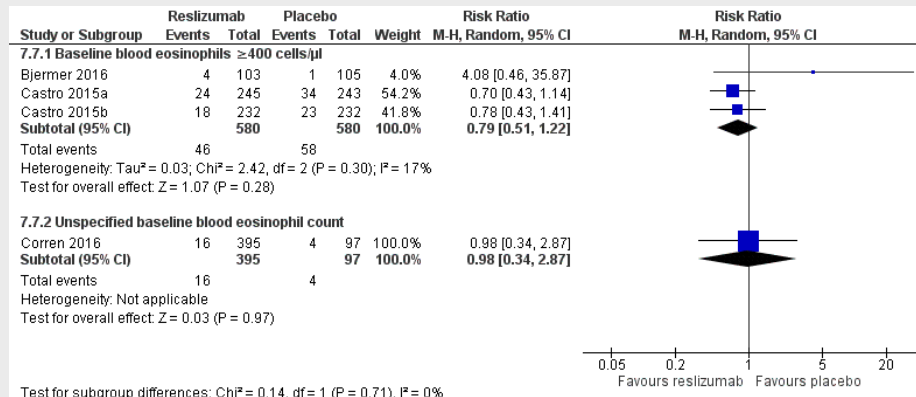 Reslizumab Placebo Risk Ratio Risk Ratio
Study or Subgroup Events Total Events Total Weight M-H, Random, 95% CI M-H, Random, 95% CI
7.7.1 Baseline blood eosinophils ≥400 cells/µl
Bjermer 2016 4 103 1 105 4.0% 4.08 [0.46, 35.87]
Castro 2015a 24 245 34 243 54.2% 0.70 [0.43, 1.14]
Castro 2015b 18 232 23 232 41.8% 0.78 [0.43, 1.41]
Subtotal (95% CI) 580 580 100.0% 0.79 [0.51, 1.22]
Total events 46 58
Heterogeneity: Tau² = 0.03; Chi² = 2.42, df = 2 (P = 0.30); I² = 17%
Test for overall effect: Z = 1.07 (P = 0.28)
7.7.2 Unspecified baseline blood eosinophil count
Corren 2016 16 395 4 97 100.0% 0.98 [0.34, 2.87]
Subtotal (95% CI) 395 97 100.0% 0.98 [0.34, 2.87]
Total events 16 4
Heterogeneity: Not applicable
Test for overall effect: Z = 0.03 (P = 0.97)
0.05 0.2 1 5 20
Favours reslizumab Favours placebo
Test for subgroup differences: Chi² = 0.14, df = 1 (P = 0.71), I² = 0%